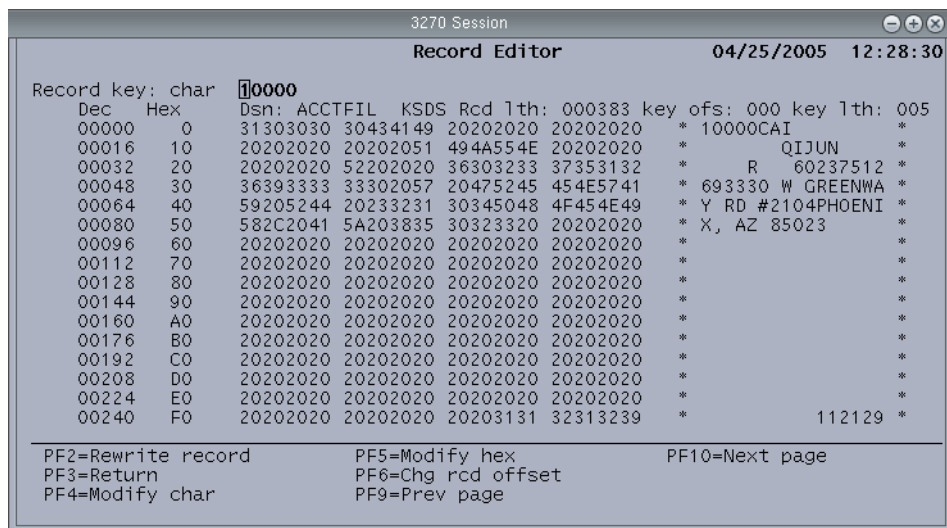 3270 Session
Record Editor 04/25/2005 12:28:30
Record key: char 10000
Dec Hex Dsn: ACCTFIL KSDS Rcd lth: 000383 key ofs: 000 key lth: 005
00000 0 31303030 30434149 20202020 20202020 * 10000CAI *
00016 10 20202020 20202051 494A554E 20202020 * QIJUN *
00032 20 20202020 52202020 36303233 37353132 * R 60237512 *
00048 30 36393333 33302057 20475245 454E5741 * 693330 W GREENWA *
00064 40 59205244 20233231 30345048 4F454E49 * Y RD #2104PHOENI *
00080 50 582C2041 5A203835 30323320 20202020 * X, AZ 85023 *
00096 60 20202020 20202020 20202020 20202020 * *
00112 70 20202020 20202020 20202020 20202020 * *
00128 80 20202020 20202020 20202020 20202020 * *
00144 90 20202020 20202020 20202020 20202020 * *
00160 A0 20202020 20202020 20202020 20202020 * *
00176 B0 20202020 20202020 20202020 20202020 * *
00192 C0 20202020 20202020 20202020 20202020 * *
00208 D0 20202020 20202020 20202020 20202020 * *
00224 E0 20202020 20202020 20202020 20202020 * *
00240 F0 20202020 20202020 20203131 32313239 * 112129 *
PF2=Rewrite record PF5=Modify hex PF10=Next page
PF3=Return PF6=Chg rcd offset
PF4=Modify char PF9=Prev page